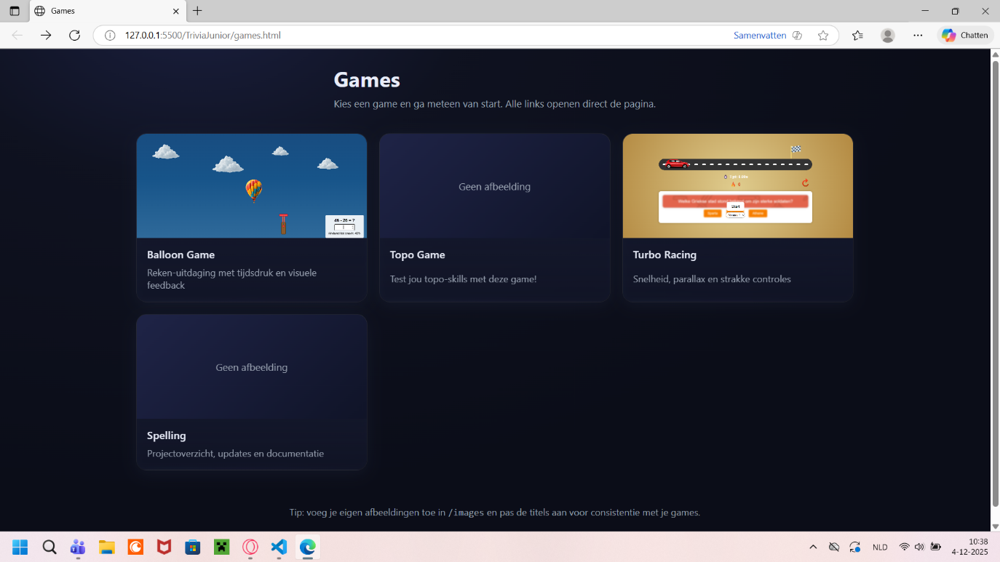 Games
127.0.0.1:5500/TriviaJunior/games.html
Samenvatten
Chatten
Games
Kies een game en ga meteen van start. Alle links openen direct de pagina.
46 - 26 = ?
Balloon Game
Reken-uitdaging met tijdsdruk en visuele
feedback
Geen afbeelding
Topo Game
Test jou topo-skills met deze game!
Start
Turbo Racing
Snelheid, parallax en strakke controles
Geen afbeelding
Spelling
Projectoverzicht, updates en documentatie
Tip: voeg je eigen afbeeldingen toe in /images en pas de titels aan voor consistentie met je games.
NLD
10:38
4-12-2025